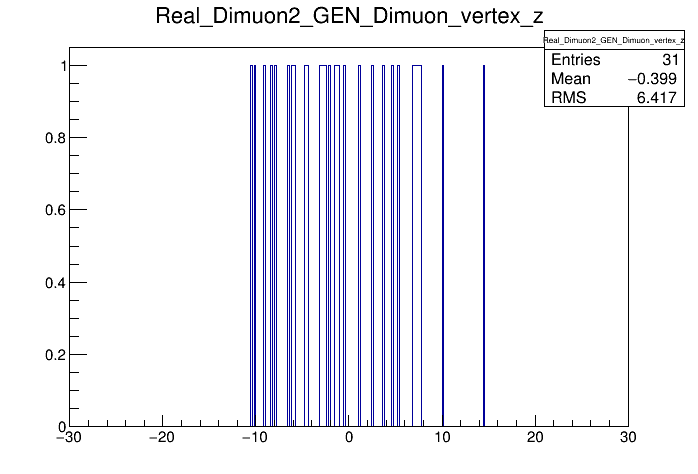 Real_Dimuon2_GEN_Dimuon_vertex_z
Real_Dimuon2_GEN_Dimuon_vertex_z
Entries 31
Mean −0.399
RMS 6.417
1
0.8
0.6
0.4
0.2
0
−30 −20 −10 0 10 20 30